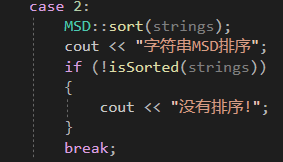 case 2:
MSD::sort(strings);
cout << "字符串MSD排序";
if (!isSorted(strings))
{
cout << "没有排序!";
}
break;